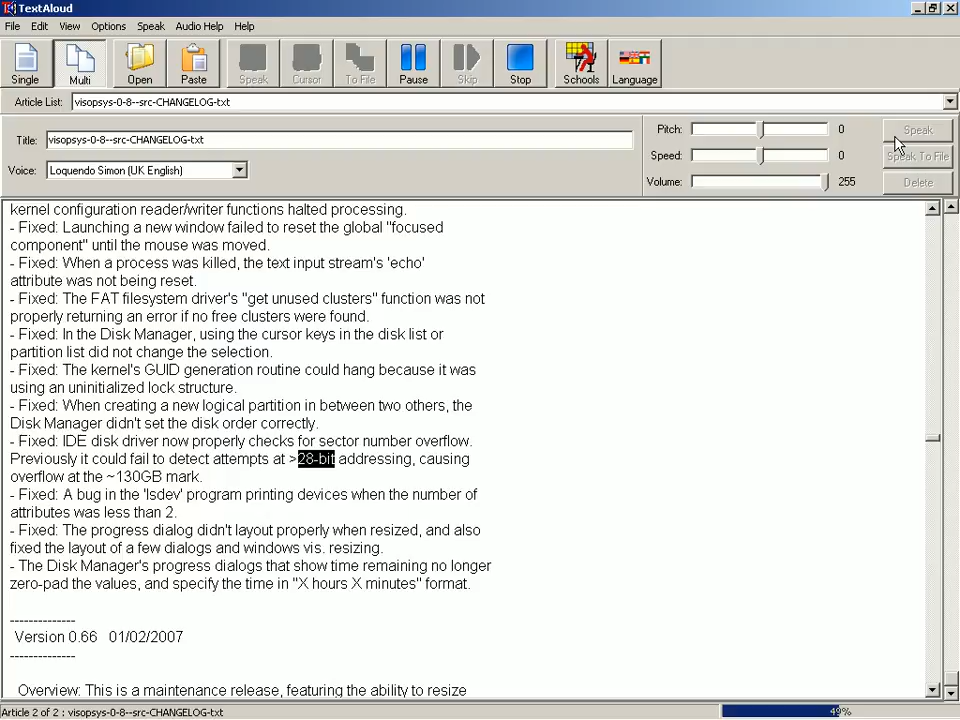 TextAloud
File Edit View Options Speak Audio Help Help
Single Multi Open Paste Speak Cursor To File Pause Skip Stop Schools Language
Article List: visopsys-0-8--src-CHANGELOG-txt
Title: visopsys-0-8--src-CHANGELOG-txt
Voice: Loquendo Simon (UK English)
Pitch: 0 Speak
Speed: 0 Speak To File
Volume: 255 Delete
kernel configuration reader/writer functions halted processing.
- Fixed: Launching a new window failed to reset the global "focused
component" until the mouse was moved.
- Fixed: When a process was killed, the text input stream's 'echo'
attribute was not being reset.
- Fixed: The FAT filesystem driver's "get unused clusters" function was not
properly returning an error if no free clusters were found.
- Fixed: In the Disk Manager, using the cursor keys in the disk list or
partition list did not change the selection.
- Fixed: The kernel's GUID generation routine could hang because it was
using an uninitialized lock structure.
- Fixed: When creating a new logical partition in between two others, the
Disk Manager didn't set the disk order correctly.
- Fixed: IDE disk driver now properly checks for sector number overflow.
Previously it could fail to detect attempts at >28-bit addressing, causing
overflow at the ~130GB mark.
- Fixed: A bug in the 'lsdev' program printing devices when the number of
attributes was less than 2.
- Fixed: The progress dialog didn't layout properly when resized, and also
fixed the layout of a few dialogs and windows vis. resizing.
- The Disk Manager's progress dialogs that show time remaining no longer
zero-pad the values, and specify the time in "X hours X minutes" format.
-------------
Version 0.66 01/02/2007
-------------
Overview: This is a maintenance release, featuring the ability to resize
Article 2 of 2 : visopsys-0-8--src-CHANGELOG-txt 49%